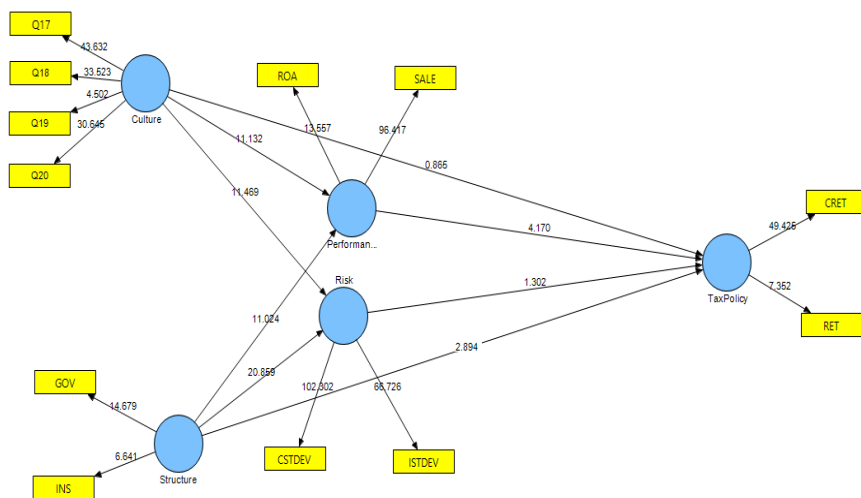 Q17
43.632
ROA
SALE
Q18
33.523
4.502
13.557
96.417
Q19
30.645
Culture
11.132
0.865
Q20
11.469
CRET
49.425
Performan...
4.170
Risk
1.302
TaxPolicy
7.352
RET
11.024
2.894
GOV
20.859
102.302
66.726
14.679
6.641
CSTDEV
ISTDEV
INS
Structure